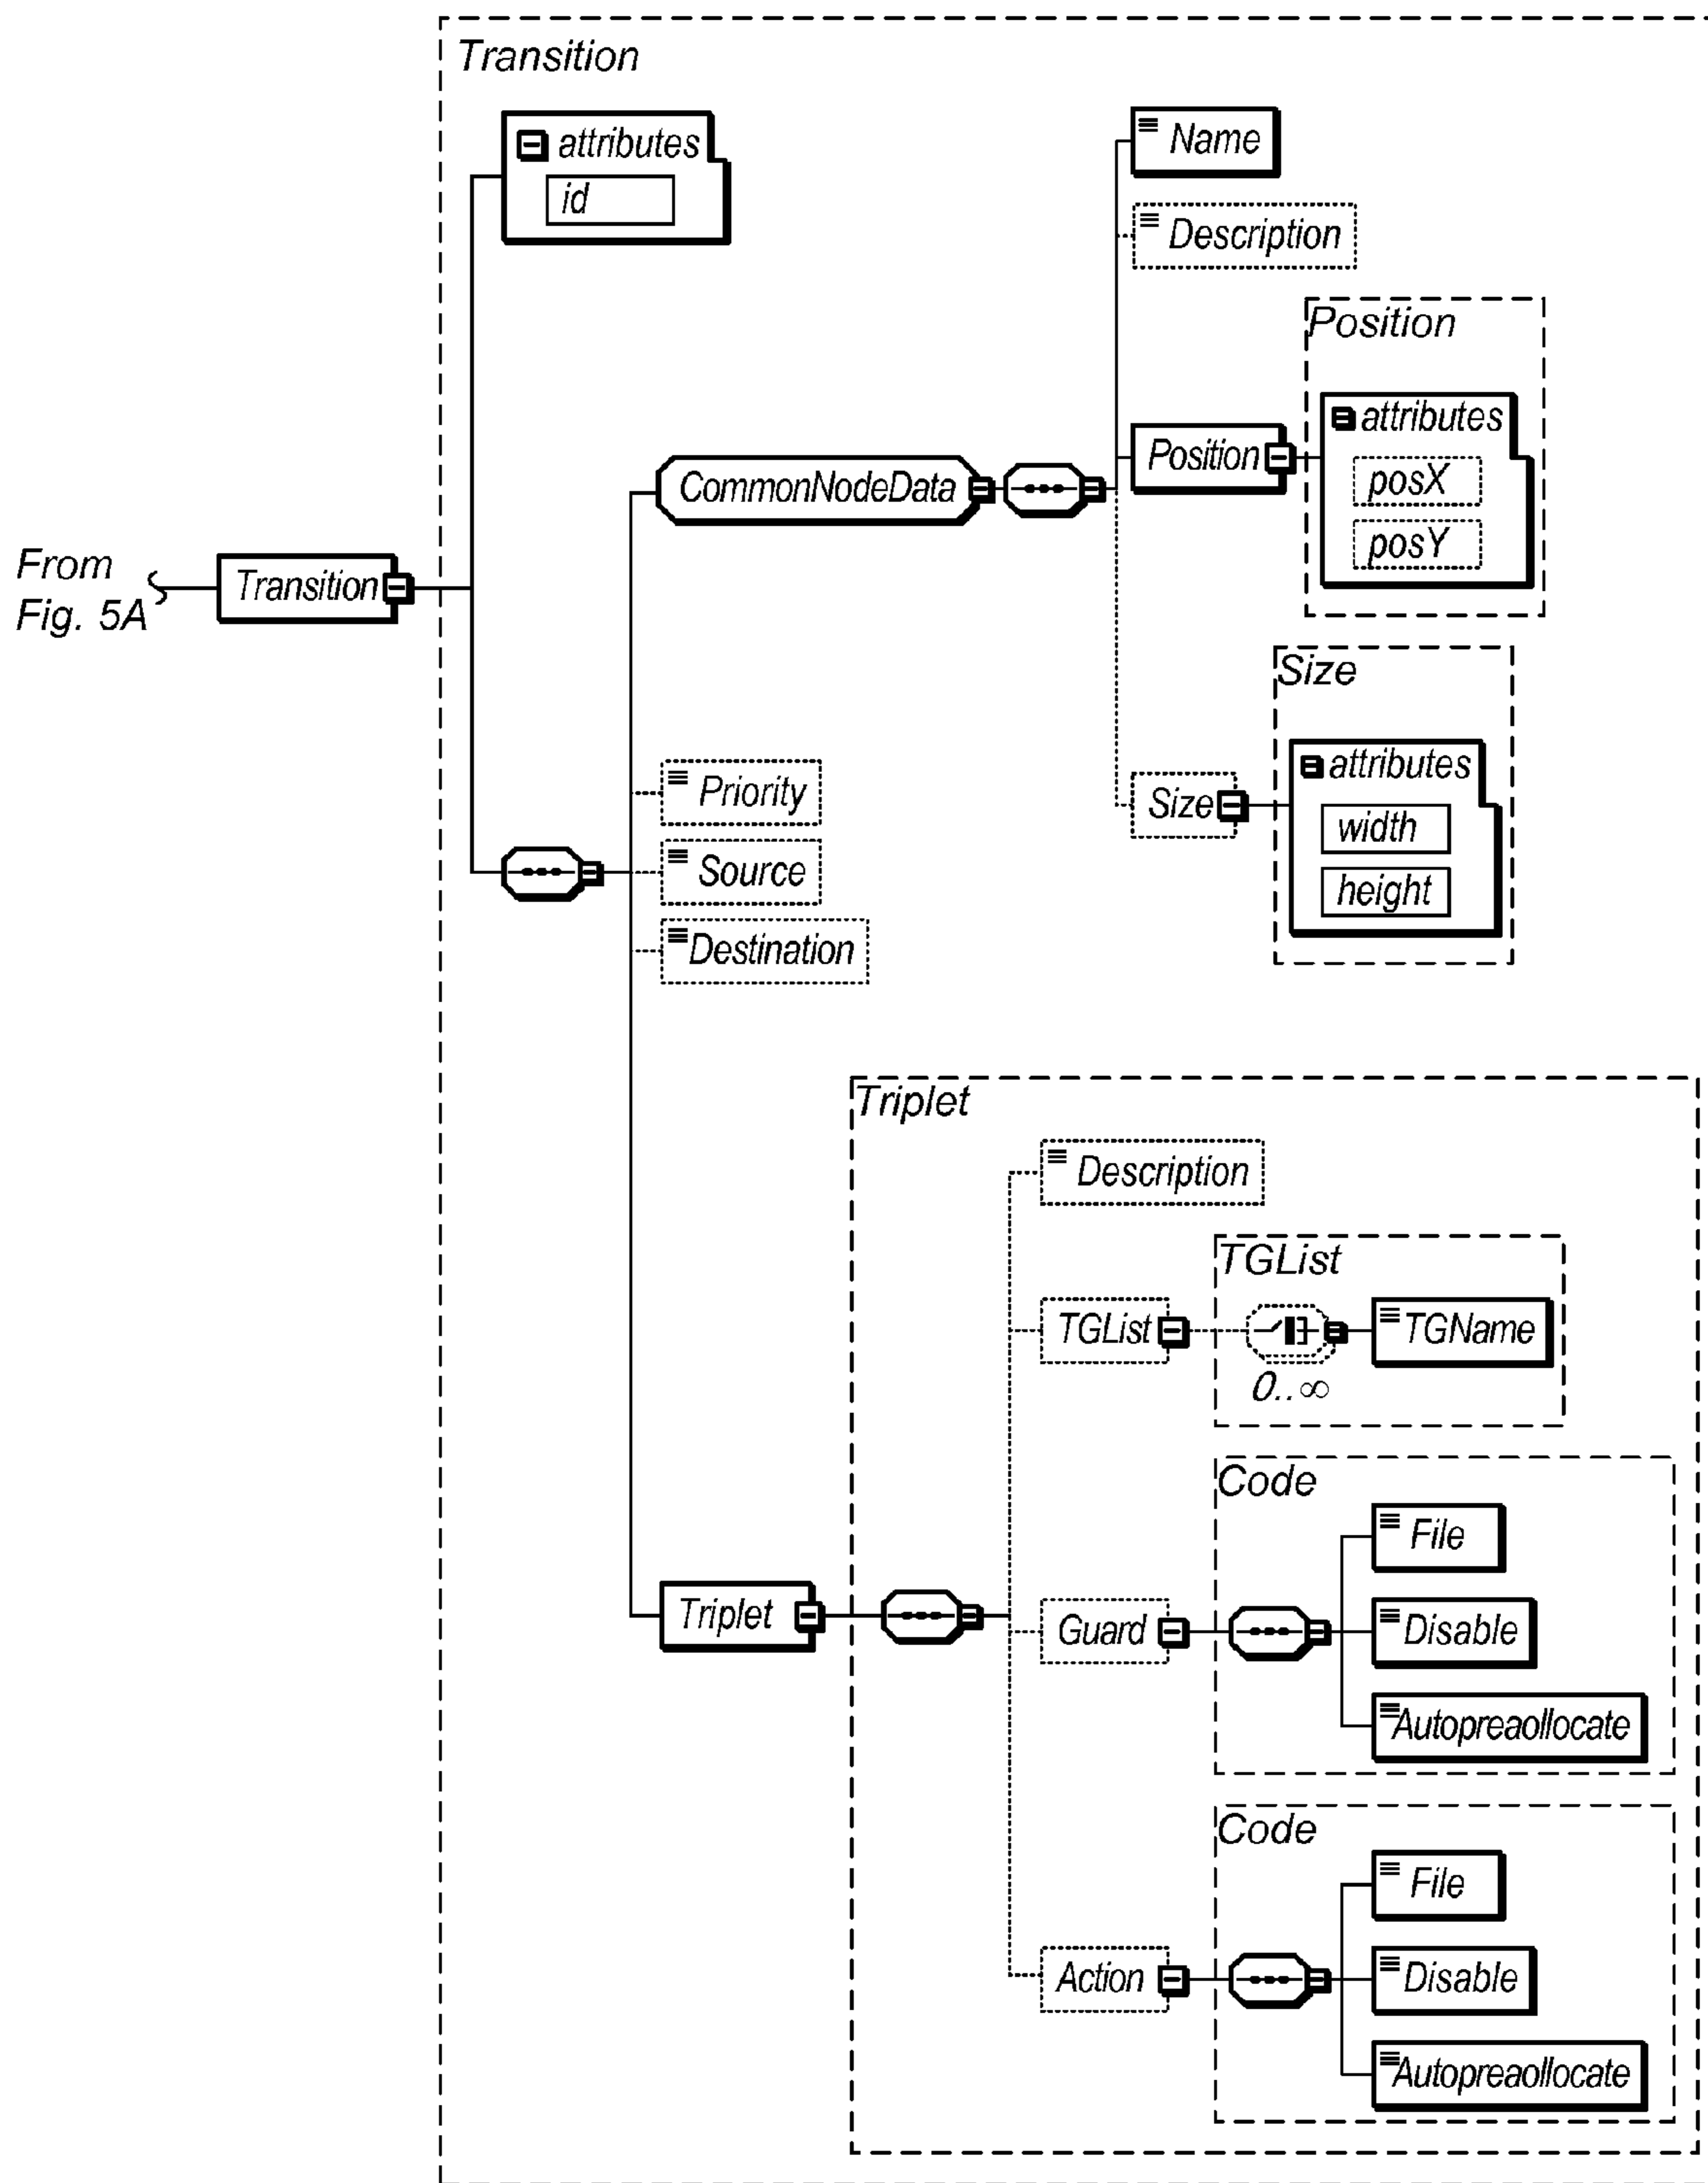 Transition
attributes
id
Name
Description
Position
attributes
Position
posX
posY
CommonNodeData
From
Fig. 5A
Transition
Size
attributes
Size
width
height
Priority
Source
Destination
Triplet
Description
TGList
TGList
TGName
0..∞
Code
File
Triplet
Guard
Disable
Autopreaollocate
Code
File
Action
Disable
Autopreaollocate